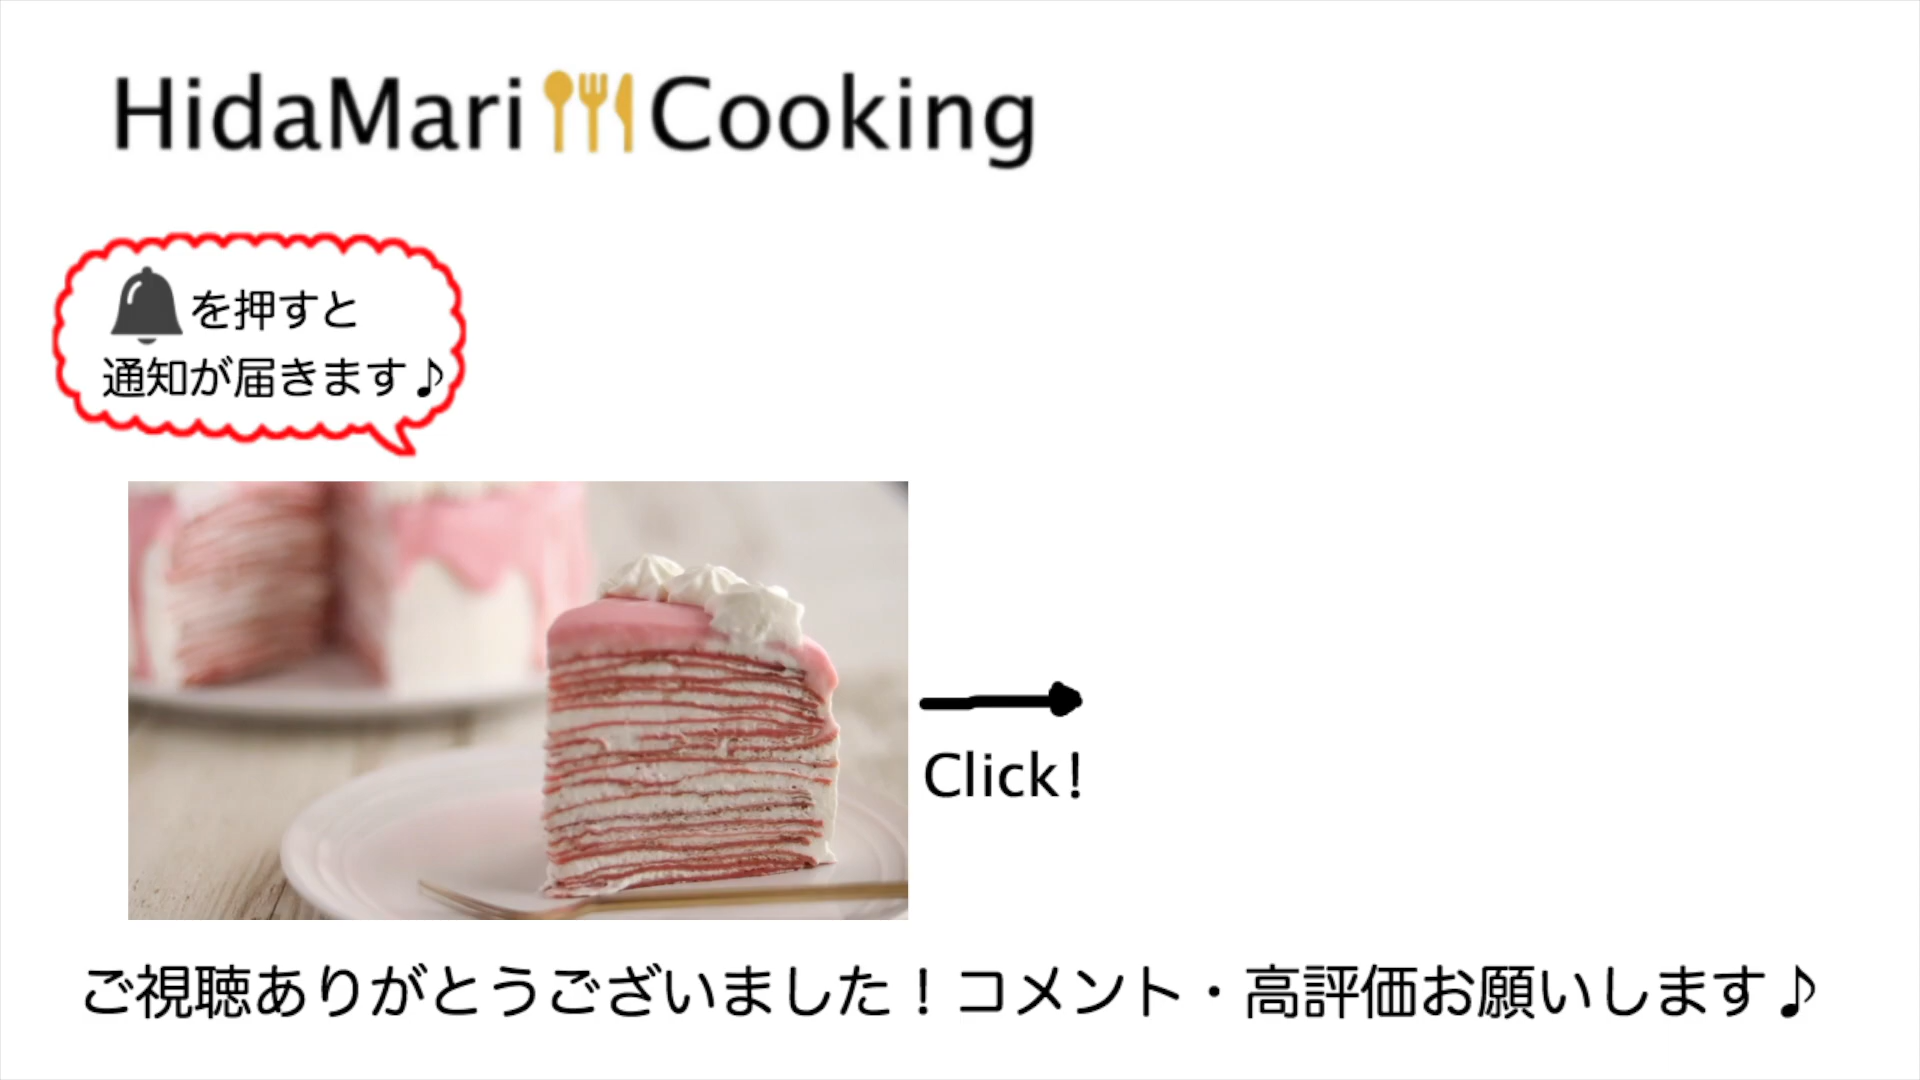 HidaMari Cooking
を押すと
通知が届きます♪
Click!
ご視聴ありがとうございました！コメント・高評価お願いします♪